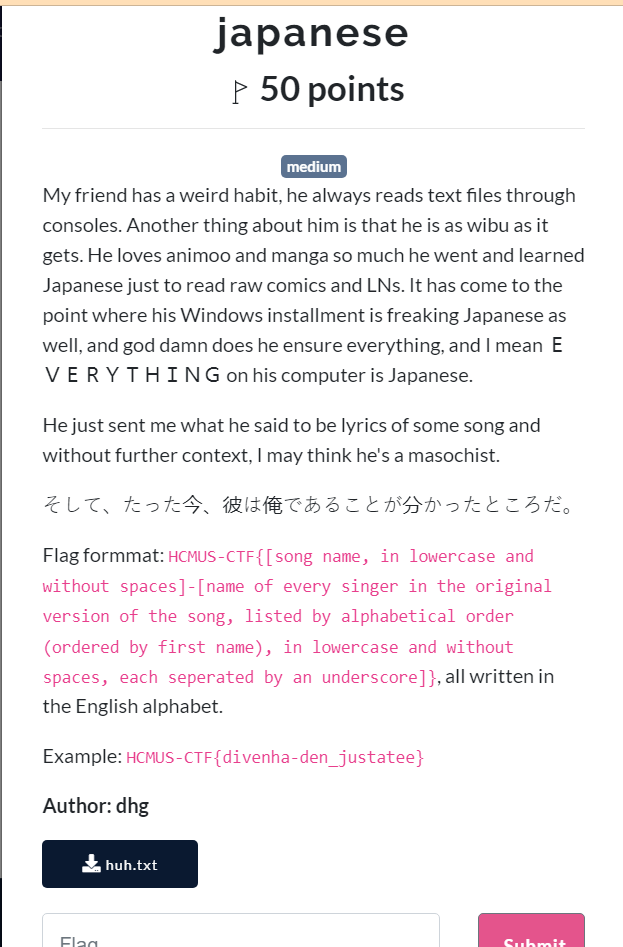 japanese
50 points
medium
My friend has a weird habit, he always reads text files through
consoles. Another thing about him is that he is as wibu as it
gets. He loves animoo and manga so much he went and learned
Japanese just to read raw comics and LNs. It has come to the
point where his Windows installment is freaking Japanese as
well, and god damn does he ensure everything, and I mean Ｅ
ＶＥＲＹＴＨＩＮＧ on his computer is Japanese.
He just sent me what he said to be lyrics of some song and
without further context, I may think he's a masochist.
そして、たった今、彼は俺であることが分かったところだ。
Flag formmat: HCMUS-CTF{[song name, in lowercase and
without spaces]-[name of every singer in the original
version of the song, listed by alphabetical order
(ordered by first name), in lowercase and without
spaces, each seperated by an underscore]}, all written in
the English alphabet.
Example: HCMUS-CTF{divenha-den_justatee}
Author: dhg
huh.txt
Flag
Submit